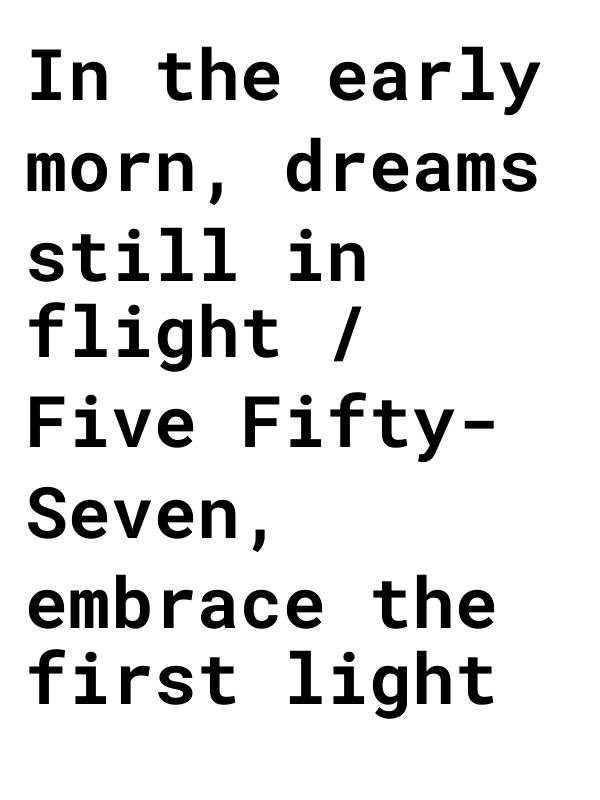 In the early
morn, dreams
still in
flight /
Five Fifty-
Seven,
embrace the
first light